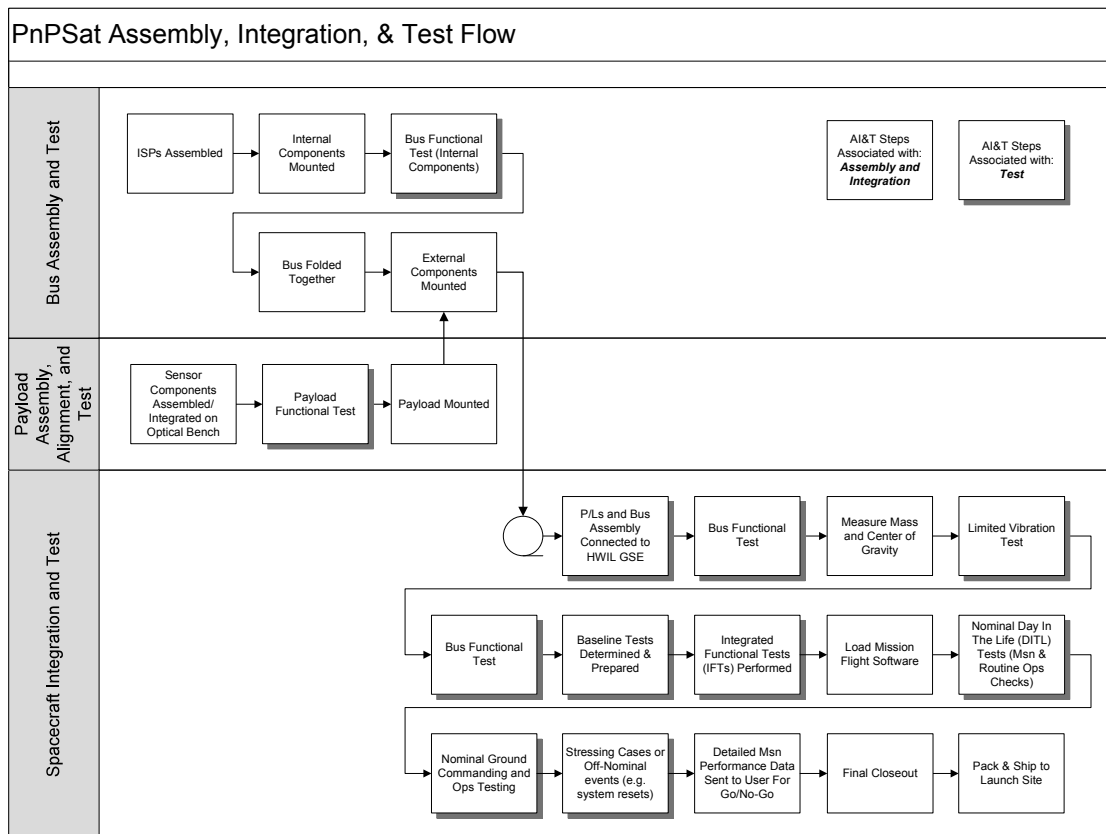 PnPSat Assembly, Integration, & Test Flow
Bus Assembly and Test
ISPs Assembled
Internal
Components
Mounted
Bus Functional
Test (Internal
Components)
AI&T Steps
Associated with:
Assembly and
Integration
AI&T Steps
Associated with:
Test
Bus Folded
Together
External
Components
Mounted
Payload
Assembly,
Alignment, and
Test
Sensor
Components
Assembled/
Integrated on
Optical Bench
Payload
Functional Test
Payload Mounted
Spacecraft Integration and Test
P/Ls and Bus
Assembly
Connected to
HWIL GSE
Bus Functional
Test
Measure Mass
and Center of
Gravity
Limited Vibration
Test
Bus Functional
Test
Baseline Tests
Determined &
Prepared
Integrated
Functional Tests
(IFTs) Performed
Load Mission
Flight Software
Nominal Day In
The Life (DITL)
Tests (Msn &
Routine Ops
Checks)
Nominal Ground
Commanding and
Ops Testing
Stressing Cases or
Off-Nominal
events (e.g.
system resets)
Detailed Msn
Performance Data
Sent to User For
Go/No-Go
Final Closeout
Pack & Ship to
Launch Site